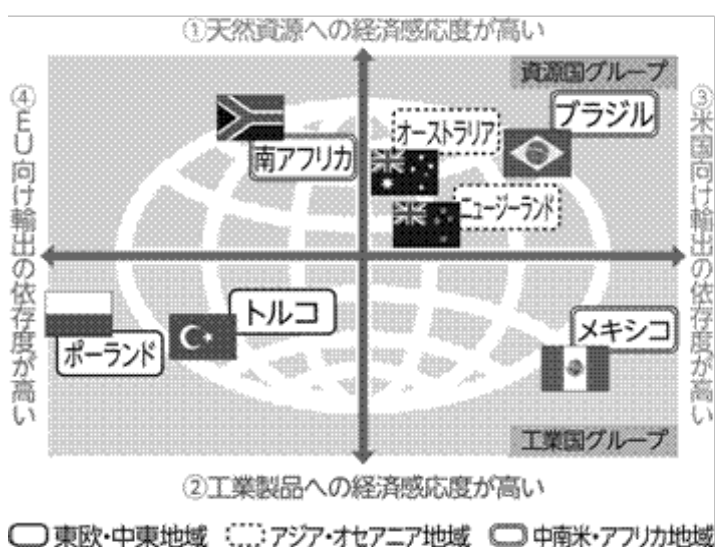 ①天然資源への経済感応度が高い
資源国グループ
④EU向け輸出の依存度が高い
③米国向け輸出の依存度が高い
ブラジル
オーストラリア
南アフリカ
ニュージーランド
トルコ
メキシコ
ポーランド
工業国グループ
②工業製品への経済感応度が高い
東欧・中東地域 アジア・オセアニア地域 中南米・アフリカ地域